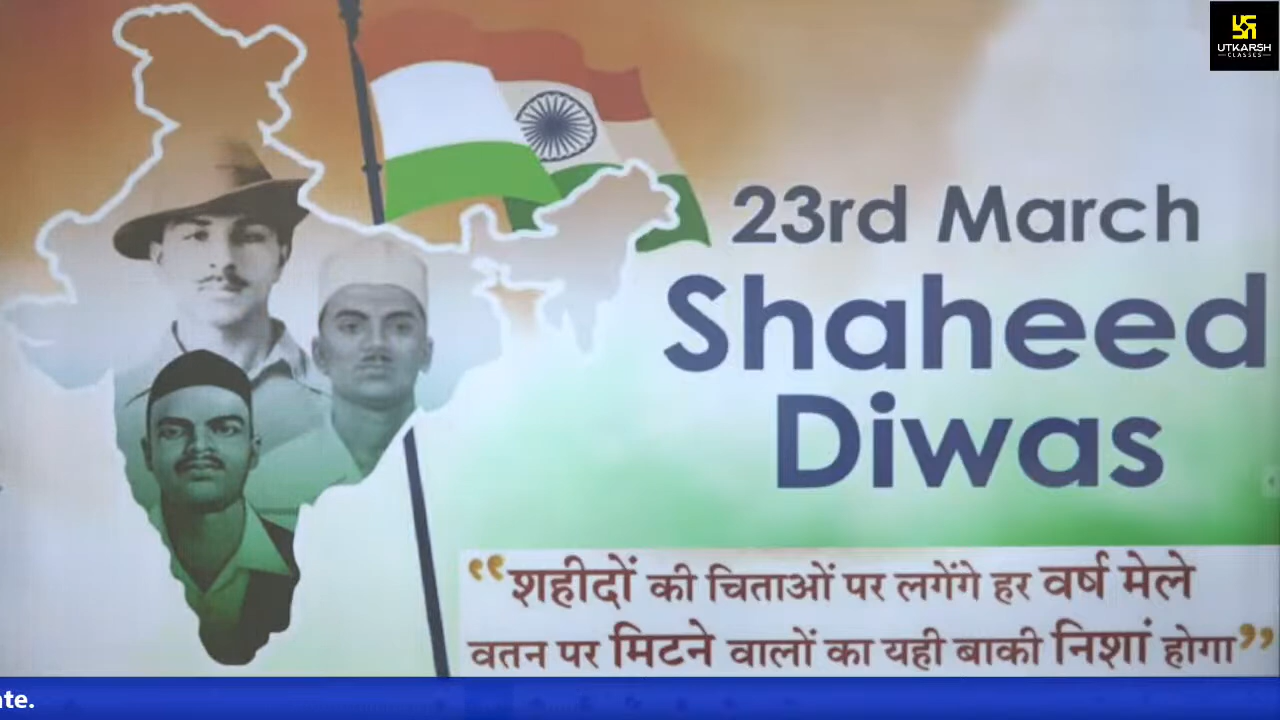 UTKARSH
CLASSES
23rd March
Shaheed
Diwas
“शहीदों की चिताओं पर लगेंगे हर वर्ष मेले
वतन पर मिटने वालों का यही बाकी निशां होगा”
ate.